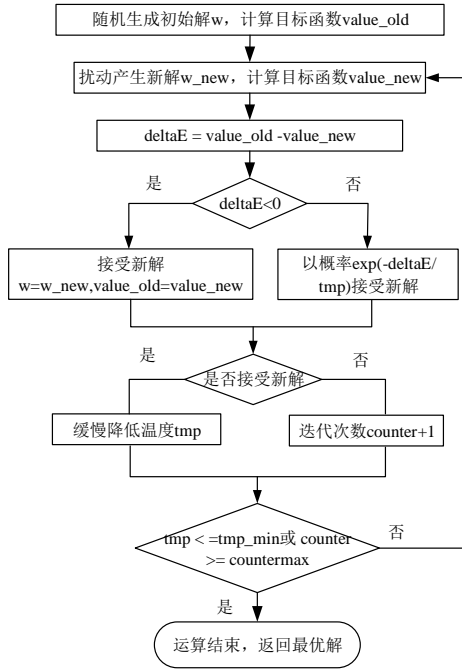 随机生成初始解w，计算目标函数value_old
扰动产生新解w_new，计算目标函数value_new
deltaE = value_old -value_new
是
否
deltaE<0
接受新解
w=w_new,value_old=value_new
以概率exp(-deltaE/
tmp)接受新解
是
否
是否接受新解
缓慢降低温度tmp
迭代次数counter+1
tmp < =tmp_min或 counter
>= countermax
否
是
运算结束，返回最优解